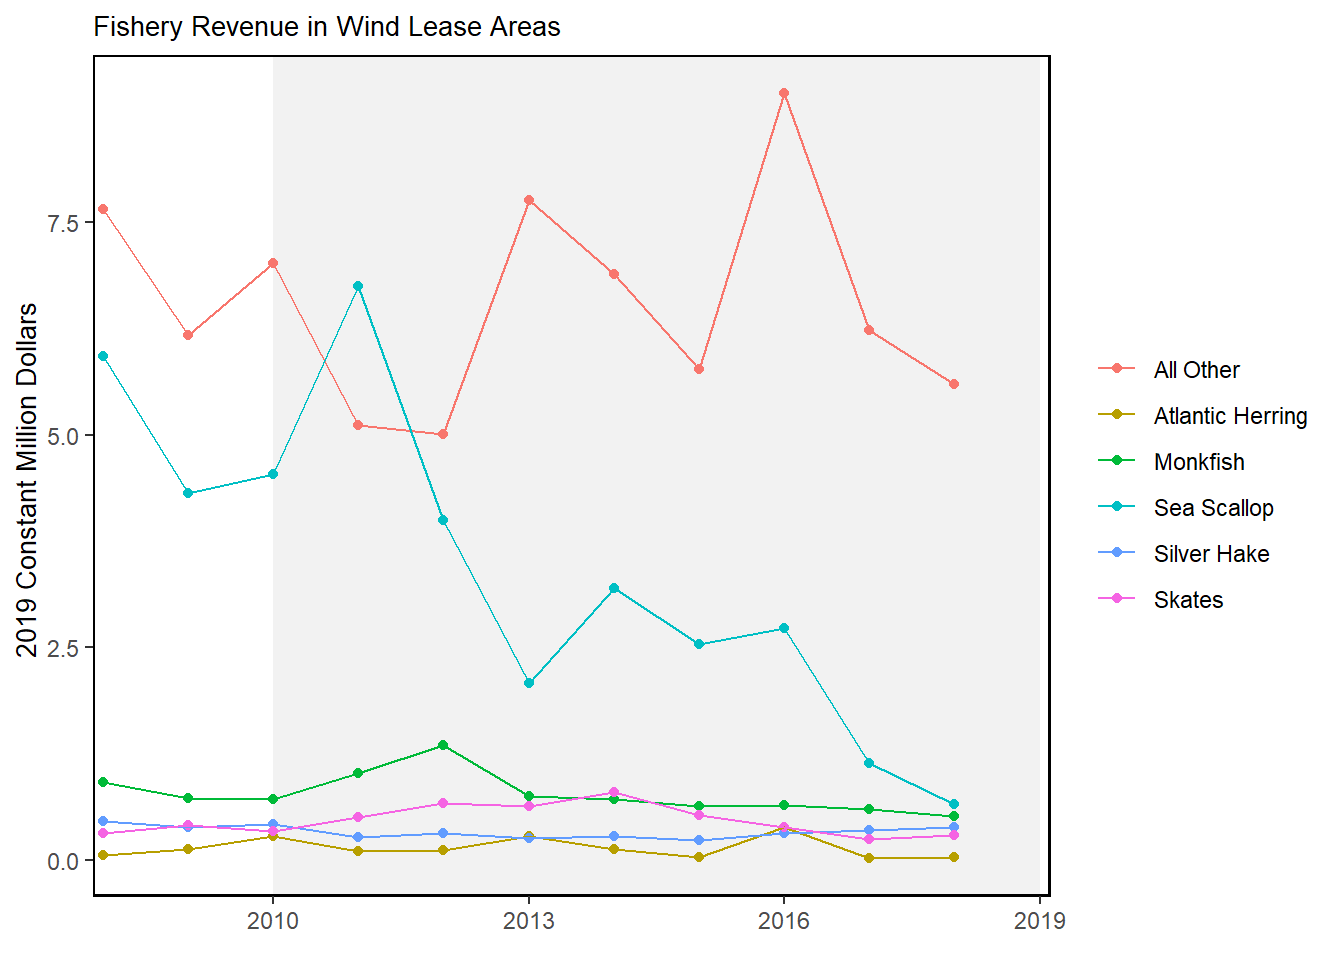 Fishery Revenue in Wind Lease Areas
2019 Constant Million Dollars
7.5
5.0
2.5
0.0
2010
2013
2016
2019
All Other
Atlantic Herring
Monkfish
Sea Scallop
Silver Hake
Skates